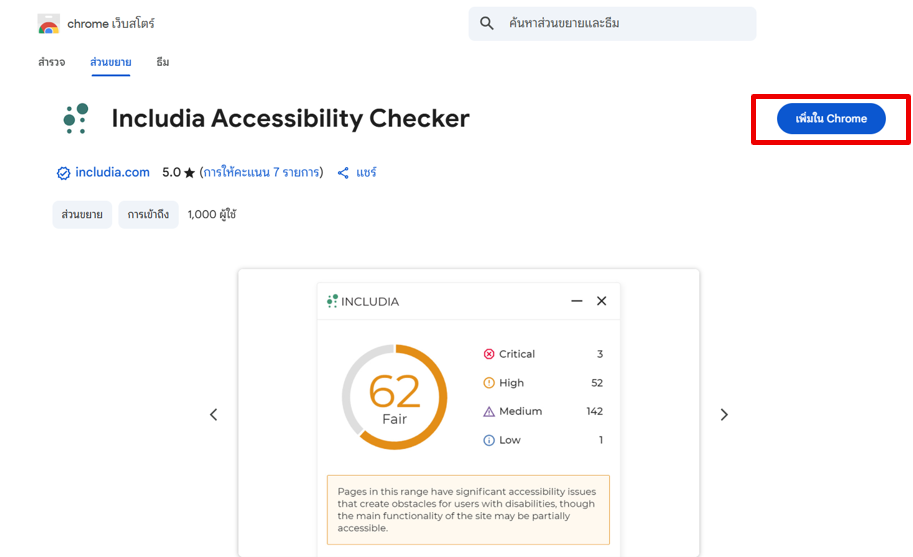 chrome เว็บสโตร์
ค้นหาส่วนขยายและธีม
สำรวจ
ส่วนขยาย
ธีม
Includia Accessibility Checker
เพิ่มใน Chrome
includia.com
5.0 ★ (การให้คะแนน 7 รายการ)
แชร์
ส่วนขยาย
การเข้าถึง
1,000 ผู้ใช้
INCLUDIA
62
Fair
Critical 3
High 52
Medium 142
Low 1
Pages in this range have significant accessibility issues
that create obstacles for users with disabilities, though
the main functionality of the site may be partially
accessible.